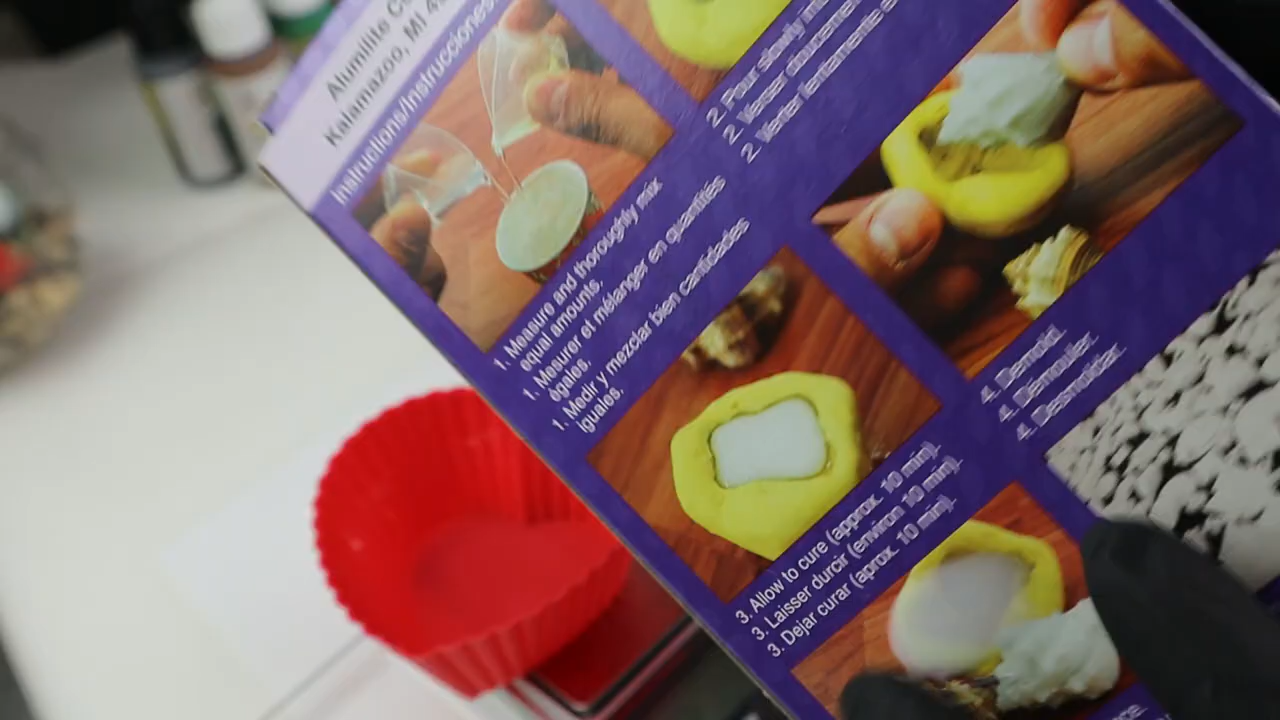 Alumilite
Kalamazoo, MI
Instructions/Instrucciones
1. Measure and thoroughly mix
equal amounts.
1. Mesurer et mélanger en quantités
égales.
1. Medir y mezclar bien cantidades
iguales.
2. Pour slowly
2. Verser doucement
2. Verter lentamente
3. Allow to cure (approx. 10 min).
3. Laisser durcir (environ 10 min).
3. Dejar curar (aprox. 10 min).
4. Demold.
4. Démouler.
4. Desmoldar.